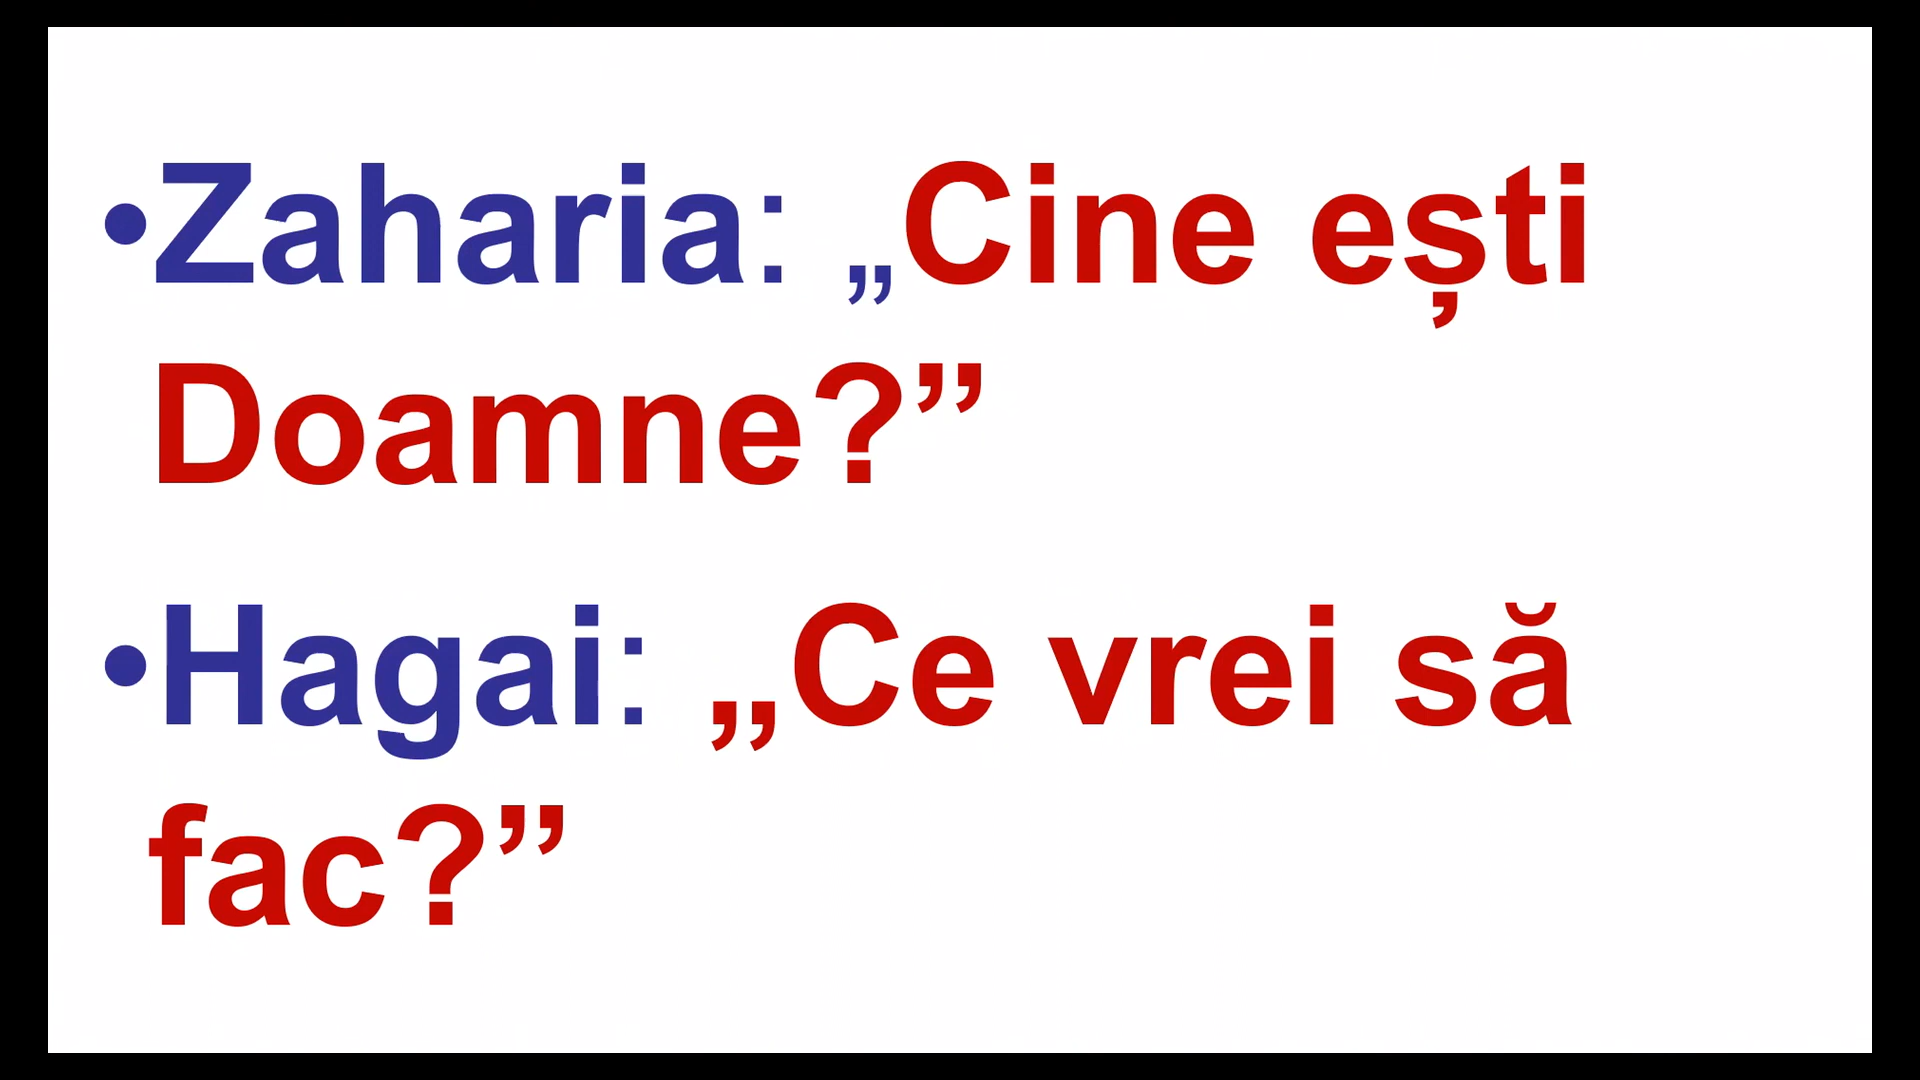 •Zaharia: „Cine ești
Doamne?”
•Hagai: „Ce vrei să
fac?”